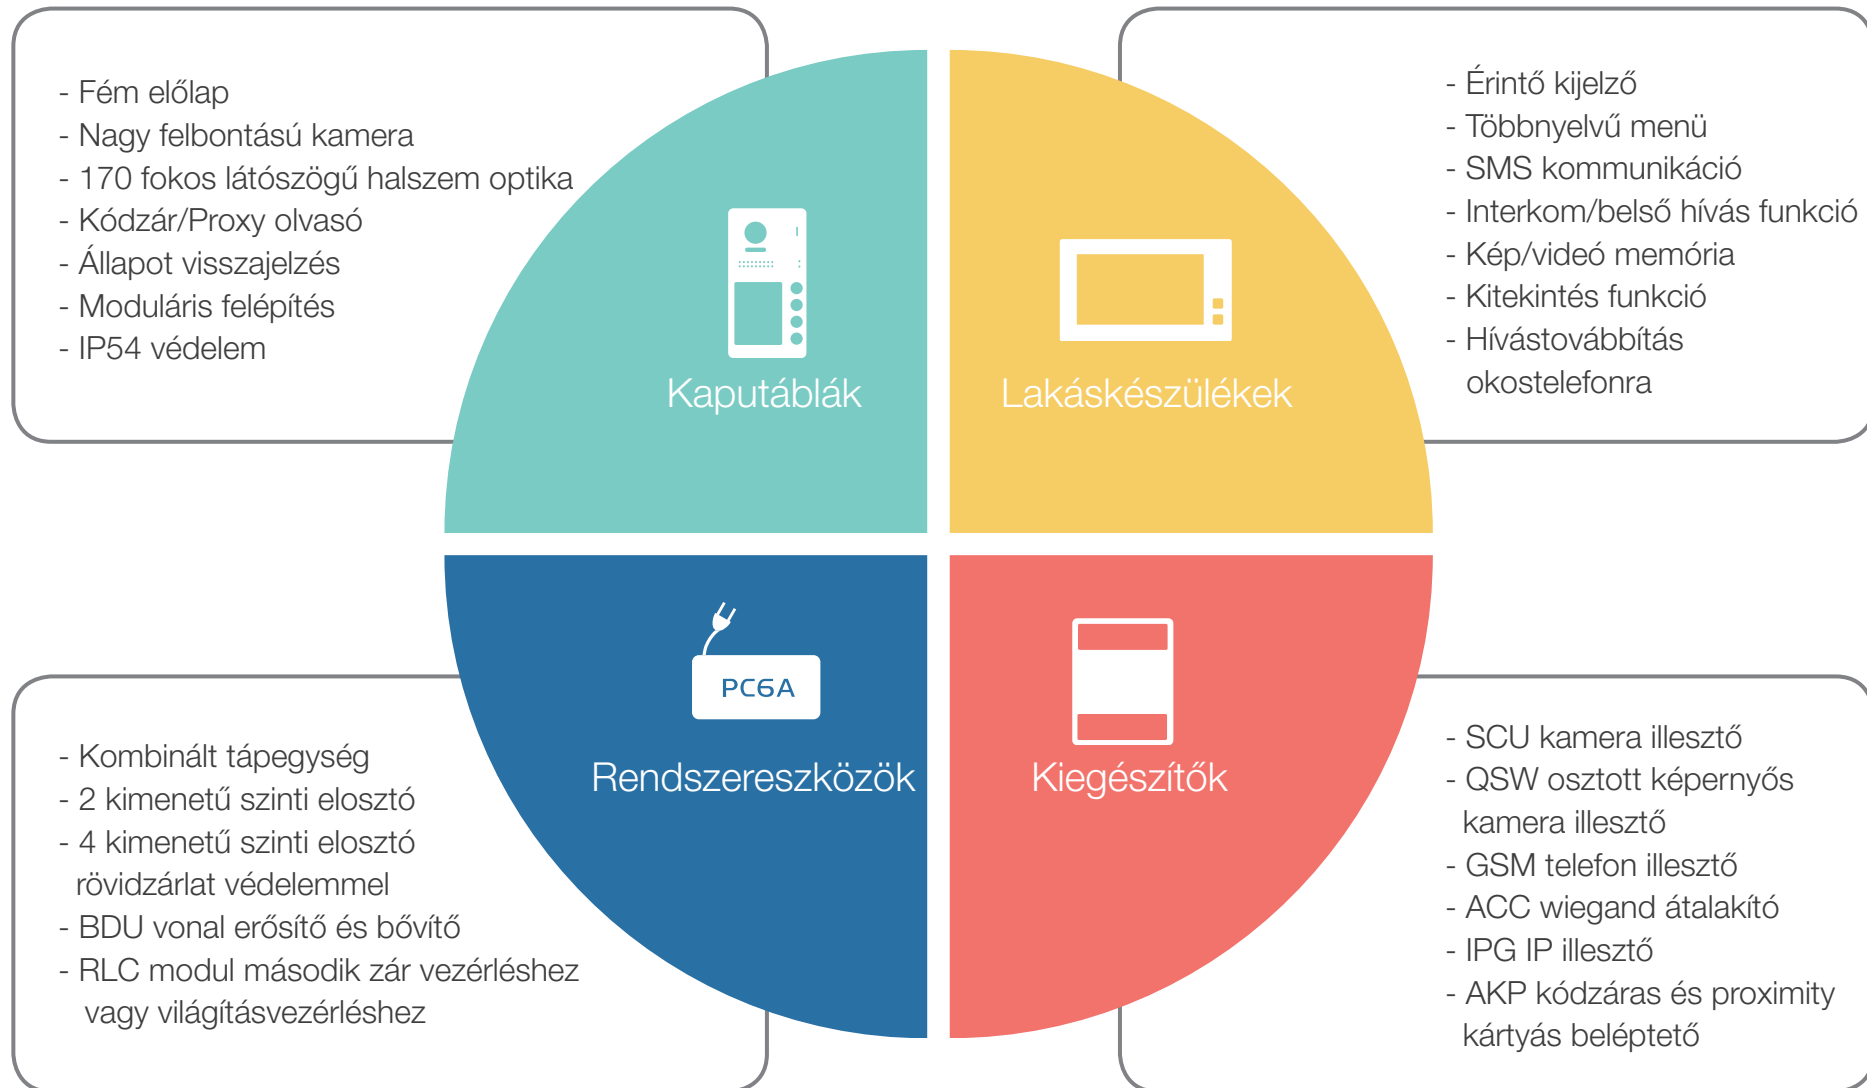 - Fém előlap
- Nagy felbontású kamera
- 170 fokos látószögű halszem optika
- Kódzár/Proxy olvasó
- Állapot visszajelzés
- Moduláris felépítés
- IP54 védelem
Kaputáblák
- Érintő kijelző
- Többnyelvű menü
- SMS kommunikáció
- Interkom/belső hívás funkció
- Kép/videó memória
- Kitekintés funkció
- Hívástovábbítás
okostelefonra
Lakáskészülékek
- Kombinált tápegység
- 2 kimenetű szinti elosztó
- 4 kimenetű szinti elosztó
rövidzárlat védelemmel
- BDU vonal erősítő és bővítő
- RLC modul második zár vezérléshez
vagy világításvezérléshez
PC6A
Rendszereszközök
Kiegészítők
- SCU kamera illesztő
- QSW osztott képernyős
kamera illesztő
- GSM telefon illesztő
- ACC wiegand átalakító
- IPG IP illesztő
- AKP kódzáras és proximity
kártyás beléptető